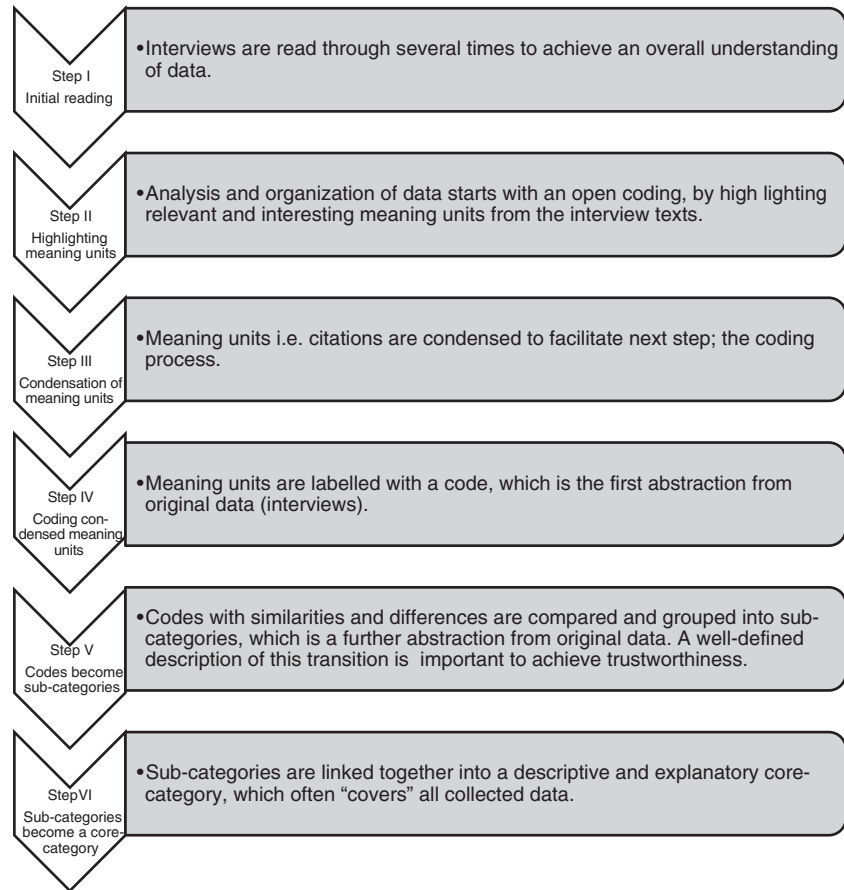 Step I
Initial reading
•Interviews are read through several times to achieve an overall understanding
of data.
Step II
Highlighting
meaning units
•Analysis and organization of data starts with an open coding, by high lighting
relevant and interesting meaning units from the interview texts.
Step III
Condensation of
meaning units
•Meaning units i.e. citations are condensed to facilitate next step; the coding
process.
Step IV
Coding con-
densed meaning
units
•Meaning units are labelled with a code, which is the first abstraction from
original data (interviews).
Step V
Codes become
sub-categories
•Codes with similarities and differences are compared and grouped into sub-
categories, which is a further abstraction from original data. A well-defined
description of this transition is important to achieve trustworthiness.
StepVI
Sub-categories
become a core-
category
•Sub-categories are linked together into a descriptive and explanatory core-
category, which often “covers” all collected data.